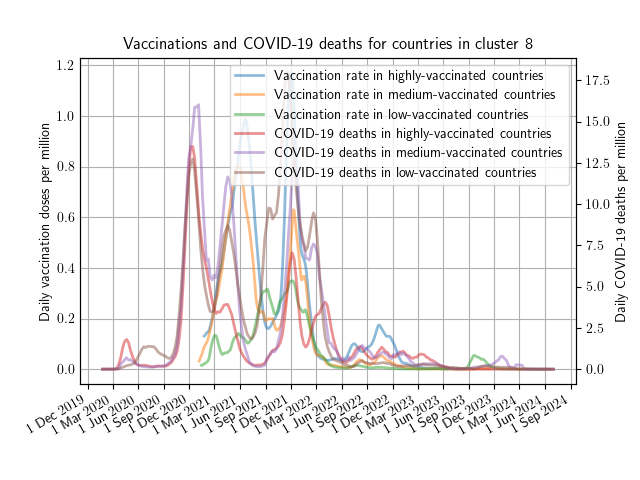 Vaccinations and COVID-19 deaths for countries in cluster 8
Daily vaccination doses per million
1.2
1.0
0.8
0.6
0.4
0.2
0.0
Vaccination rate in highly-vaccinated countries
Vaccination rate in medium-vaccinated countries
Vaccination rate in low-vaccinated countries
COVID-19 deaths in highly-vaccinated countries
COVID-19 deaths in medium-vaccinated countries
COVID-19 deaths in low-vaccinated countries
17.5
15.0
12.5
10.0
7.5
5.0
2.5
0.0
Daily COVID-19 deaths per million
1 Dec 2019
1 Mar 2020
1 Jun 2020
1 Sep 2020
1 Dec 2020
1 Mar 2021
1 Jun 2021
1 Sep 2021
1 Dec 2021
1 Mar 2022
1 Jun 2022
1 Sep 2022
1 Dec 2022
1 Mar 2023
1 Jun 2023
1 Sep 2023
1 Dec 2023
1 Mar 2024
1 Jun 2024
1 Sep 2024